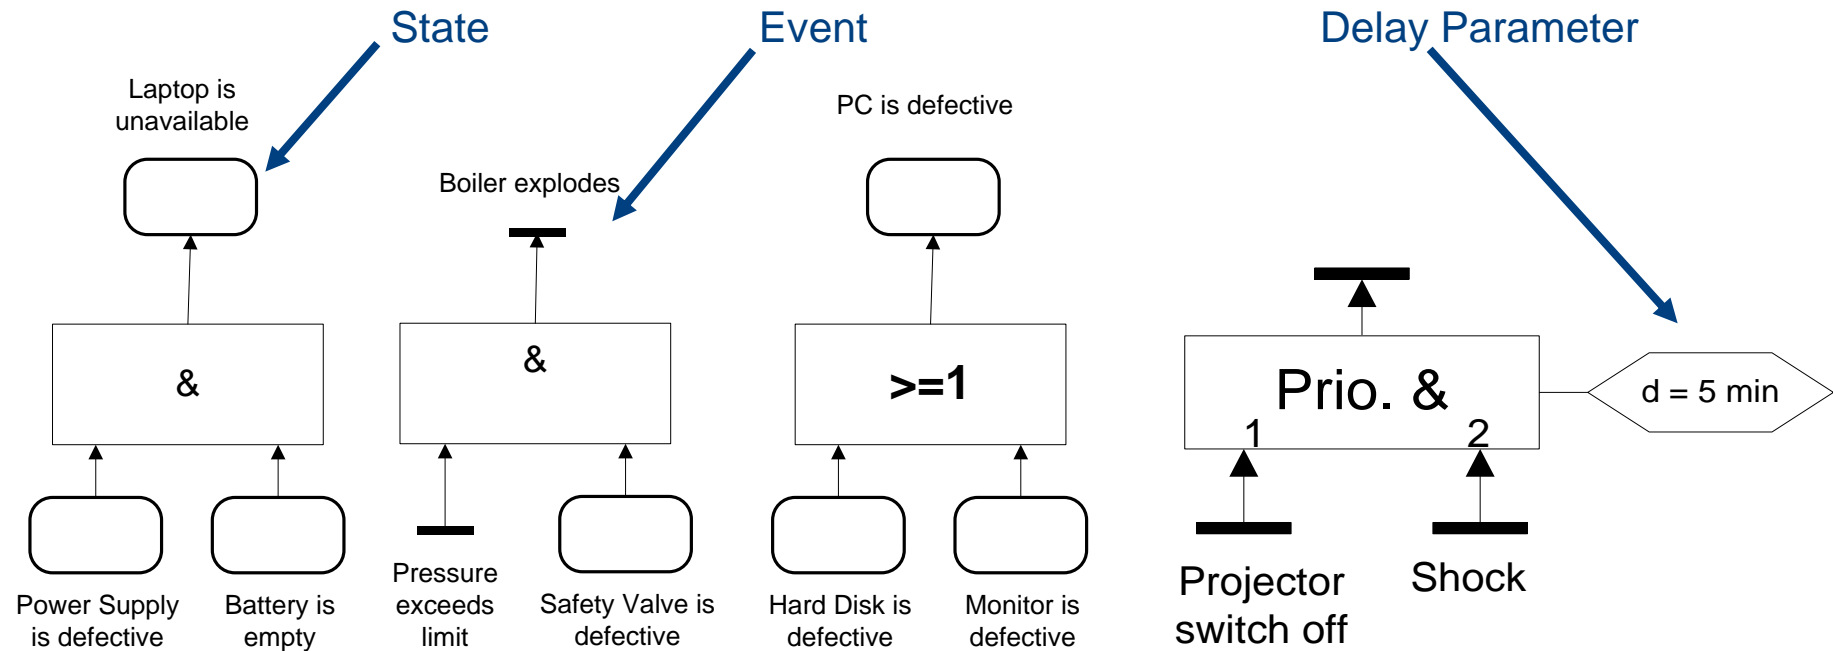 State
Event
Delay Parameter
Laptop is
unavailable
Boiler explodes
PC is defective
&
&
>=1
Prio. &
1
2
d = 5 min
Power Supply
is defective
Battery is
empty
Pressure
exceeds
limit
Safety Valve is
defective
Hard Disk is
defective
Monitor is
defective
Projector
switch off
Shock